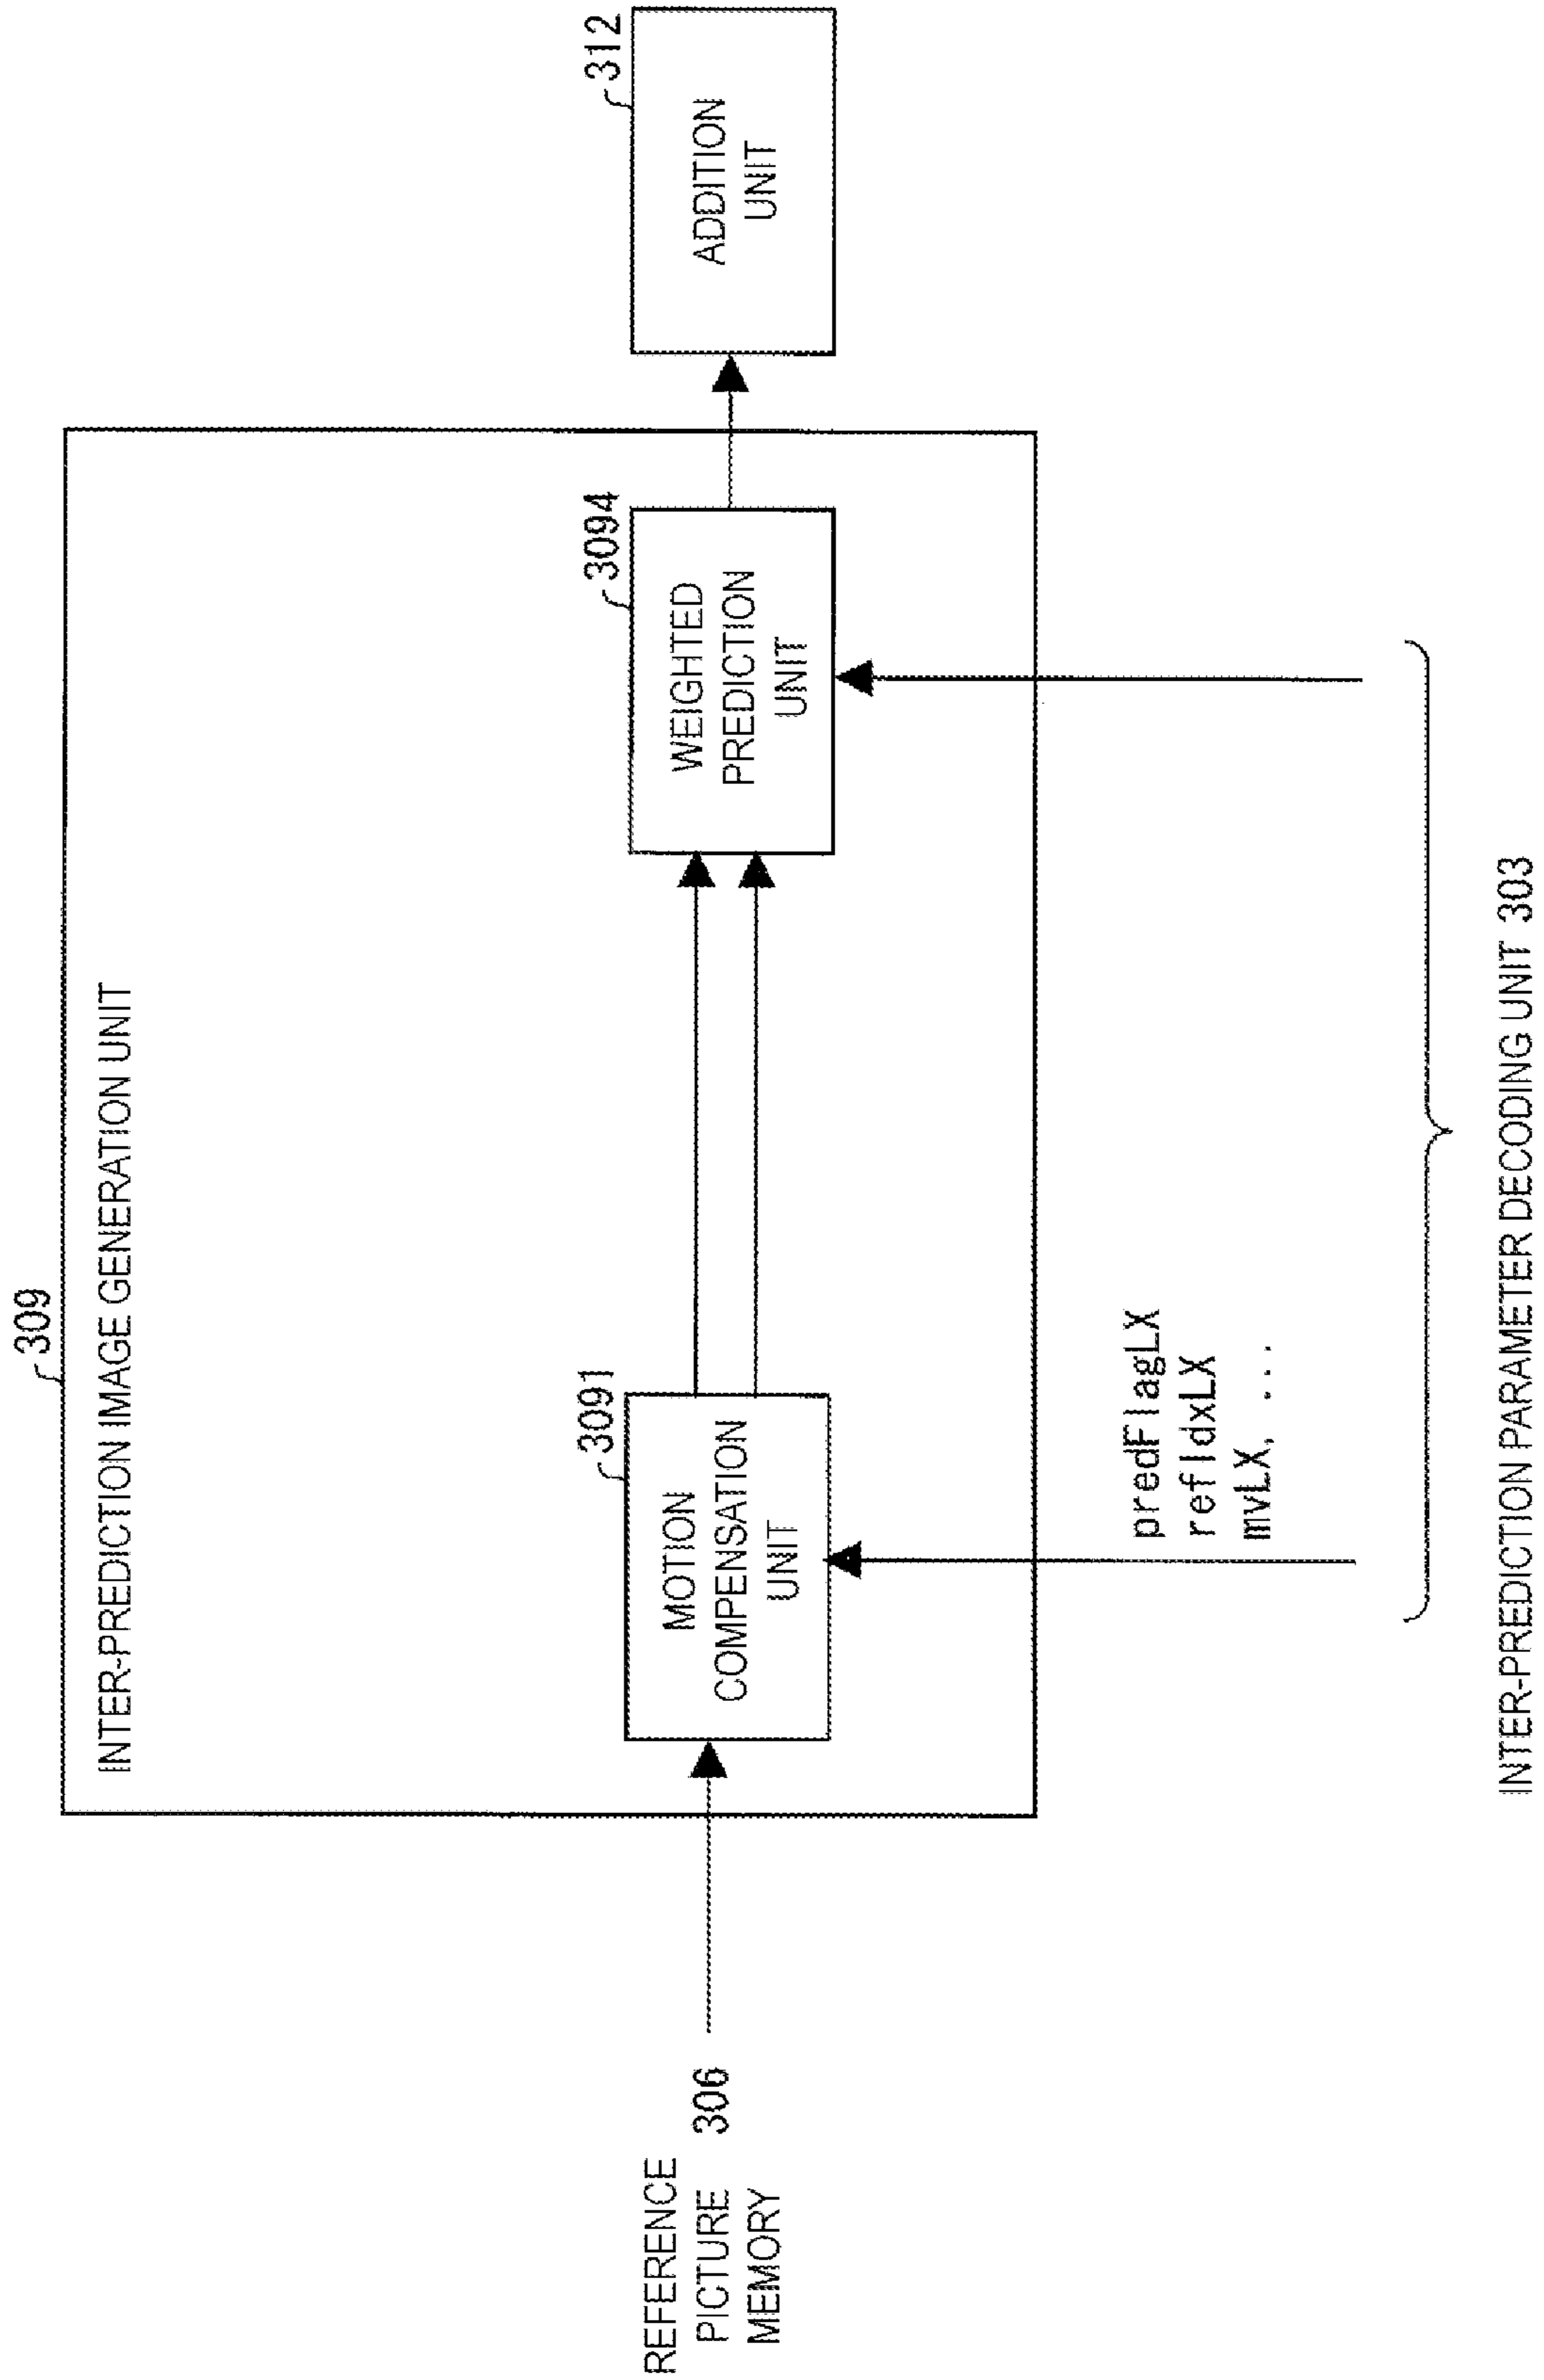 309
INTER-PREDICTION IMAGE GENERATION UNIT
3091
MOTION
COMPENSATION
UNIT
3094
WEIGHTED
PREDICTION
UNIT
312
ADDITION
UNIT
REFERENCE
PICTURE 306
MEMORY
predFlagLX
refIdxLX
mvLX, ...
INTER-PREDICTION PARAMETER DECODING UNIT 303